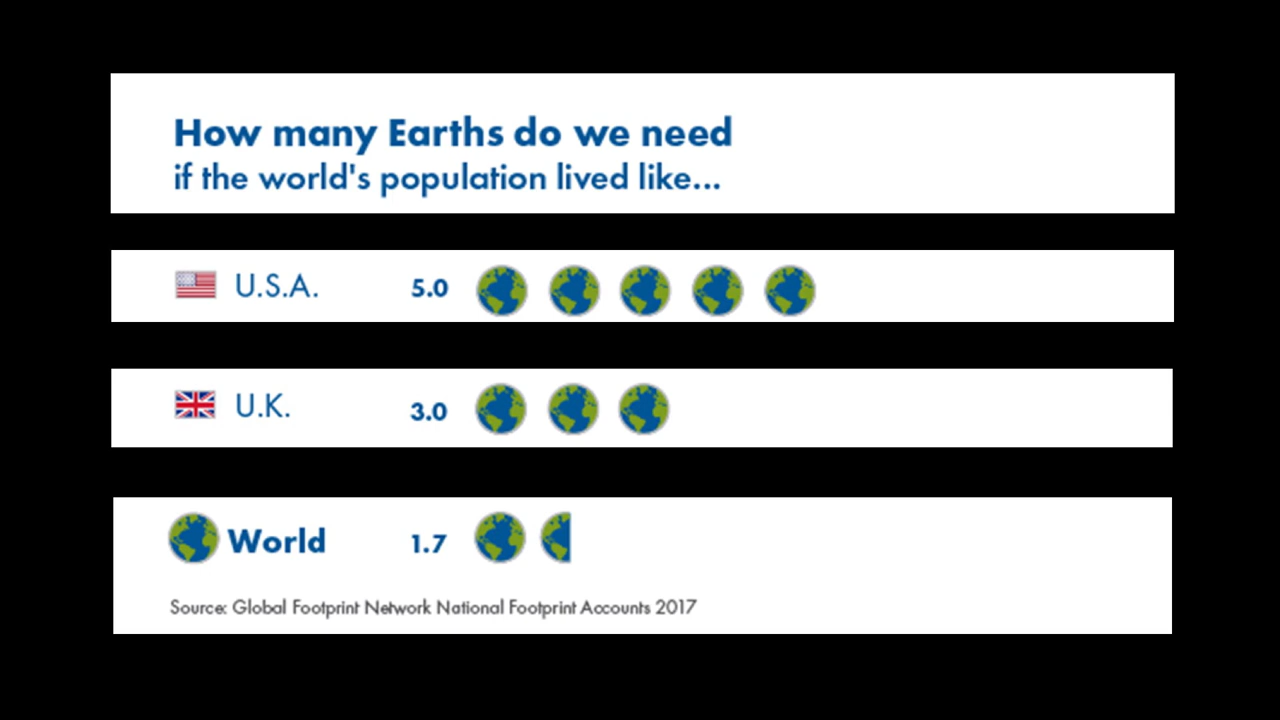 How many Earths do we need
if the world's population lived like...
U.S.A. 5.0
U.K. 3.0
World 1.7
Source: Global Footprint Network National Footprint Accounts 2017